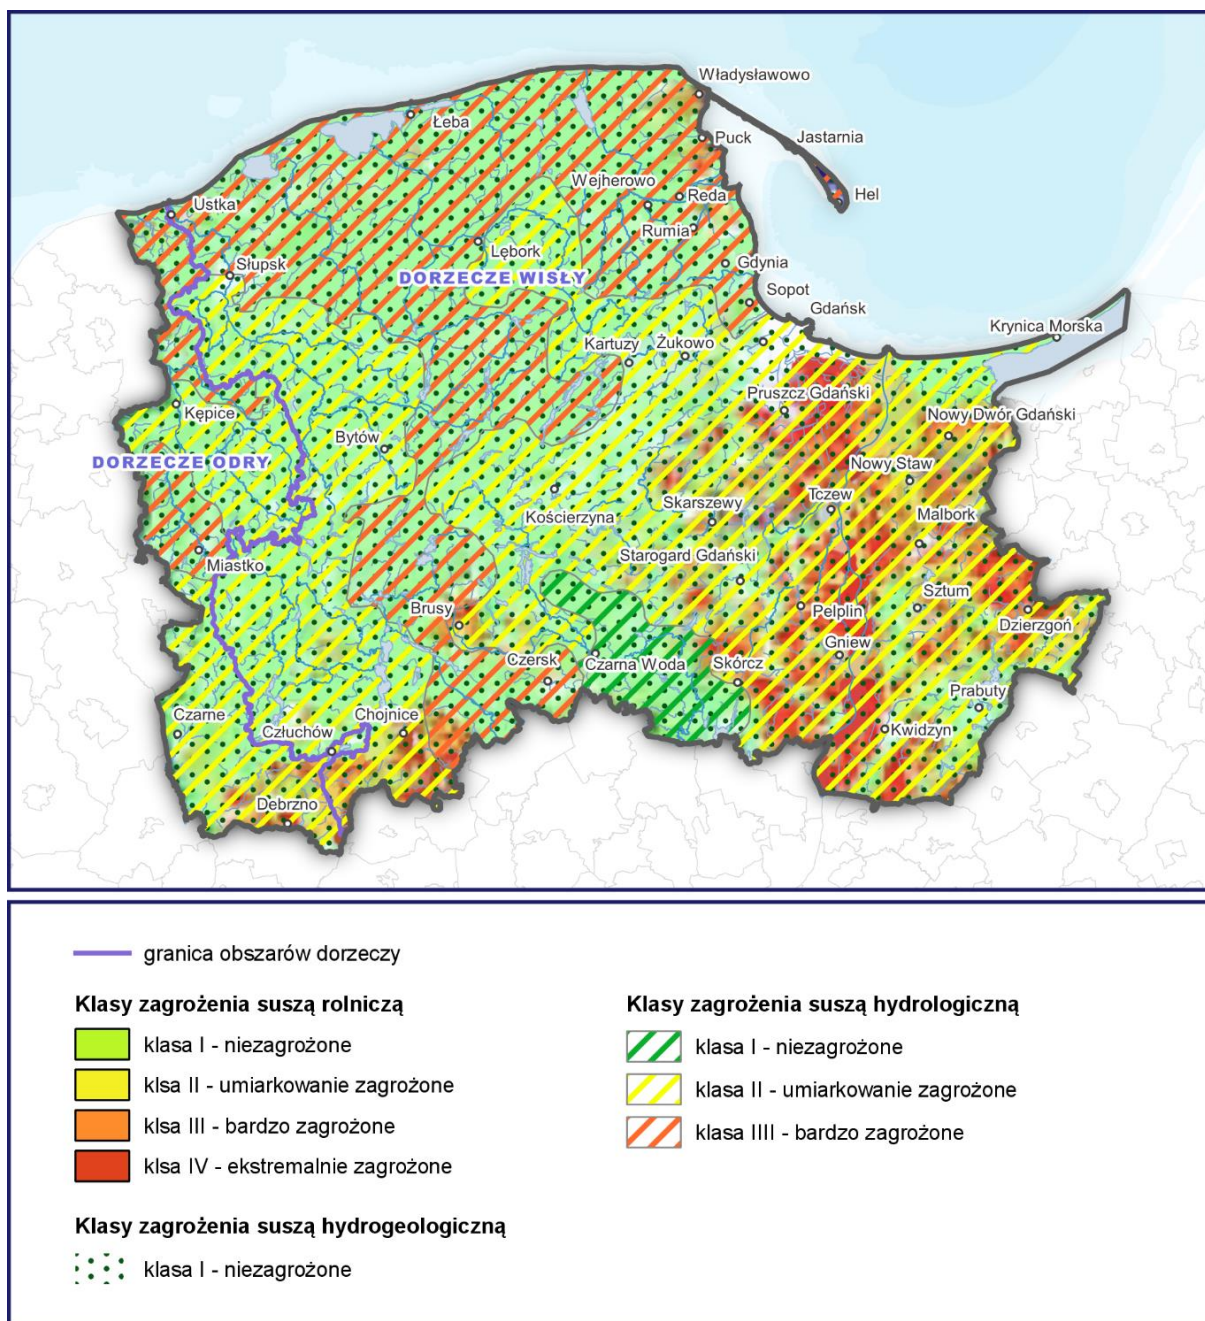 Władysławowo
Łeba
Puck
Jastarnia
Wejherowo
Reda
Hel
Ustka
Rumia
Lębork
Słupsk
Gdynia
DORZECZE WISŁY
Sopot
Gdańsk
Krynica Morska
Kartuzy
Żukowo
Pruszcz Gdański
Kępice
Nowy Dwór Gdański
Bytów
DORZECZE ODRY
Nowy Staw
Tczew
Skarszewy
Kościerzyna
Malbork
Starogard Gdański
Miastko
Brusy
Pelplin
Sztum
Dzierzgoń
Gniew
Czersk
Czarna Woda
Skórcz
Prabuty
Czarne
Chojnice
Człuchów
Kwidzyn
Debrzno
granica obszarów dorzeczy
Klasy zagrożenia suszą rolniczą
klasa I - niezagrożone
klsa II - umiarkowanie zagrożone
klsa III - bardzo zagrożone
klsa IV - ekstremalnie zagrożone
Klasy zagrożenia suszą hydrogeologiczną
klasa I - niezagrożone
Klasy zagrożenia suszą hydrologiczną
klasa I - niezagrożone
klasa II - umiarkowanie zagrożone
klasa IIII - bardzo zagrożone